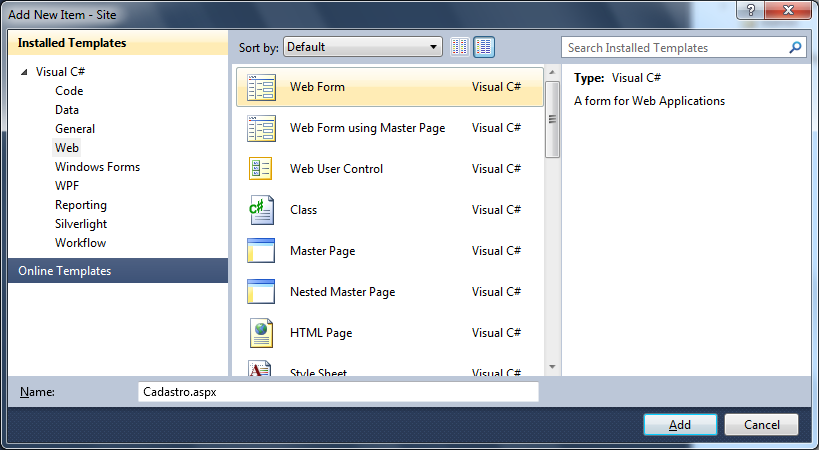 Add New Item - Site
Installed Templates
Visual C#
Code
Data
General
Web
Windows Forms
WPF
Reporting
Silverlight
Workflow
Online Templates
Sort by: Default
Web Form Visual C#
Web Form using Master Page Visual C#
Web User Control Visual C#
Class Visual C#
Master Page Visual C#
Nested Master Page Visual C#
HTML Page Visual C#
Style Sheet Visual C#
Search Installed Templates
Type: Visual C#
A form for Web Applications
Name: Cadastro.aspx
Add Cancel